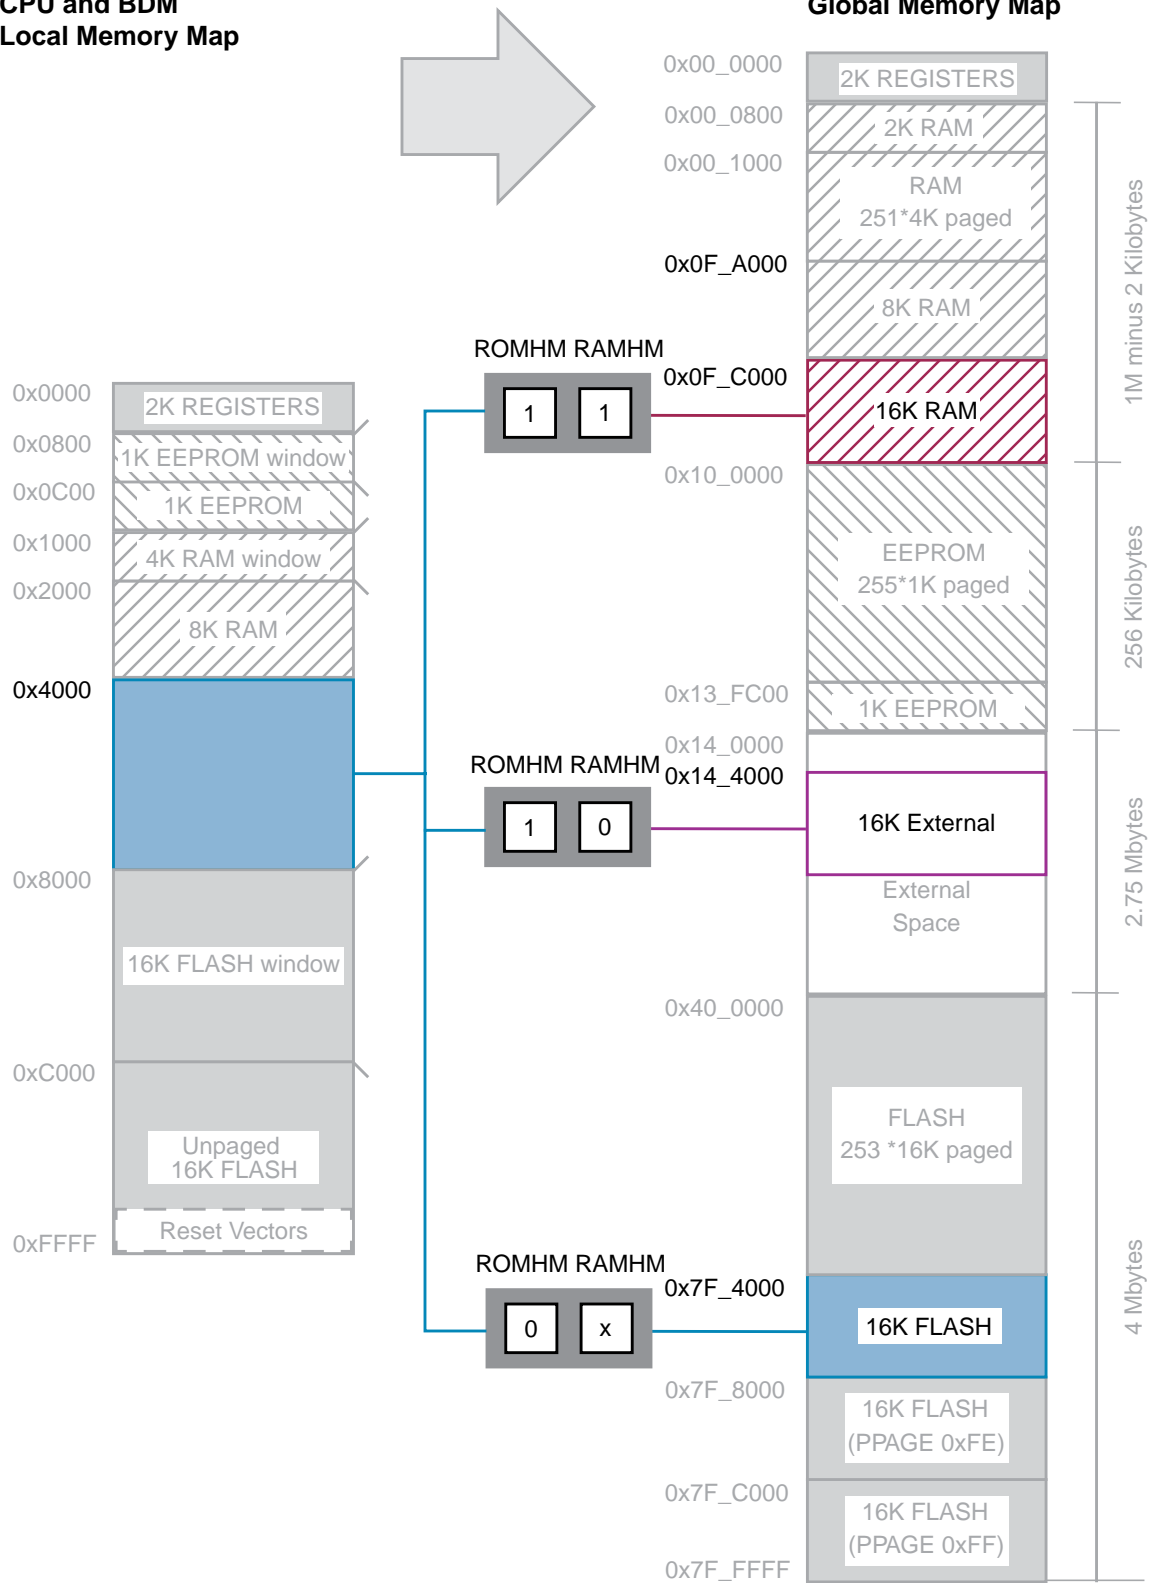 CPU and BDM
Local Memory Map
Global Memory Map
0x00_0000
2K REGISTERS
0x00_0800
2K RAM
0x00_1000
RAM
251*4K paged
0x0F_A000
8K RAM
1M minus 2 Kilobytes
ROMHM RAMHM
0x0F_C000
1 1
16K RAM
0x10_0000
0x0000
2K REGISTERS
0x0800
1K EEPROM window
0x0C00
1K EEPROM
0x1000
4K RAM window
0x2000
8K RAM
0x4000
0x8000
16K FLASH window
0xC000
Unpaged
16K FLASH
Reset Vectors
0xFFFF
EEPROM
255*1K paged
256 Kilobytes
0x13_FC00
1K EEPROM
0x14_0000
ROMHM RAMHM
0x14_4000
1 0
16K External
External
Space
2.75 Mbytes
0x40_0000
FLASH
253 *16K paged
ROMHM RAMHM
0x7F_4000
0 x
16K FLASH
4 Mbytes
0x7F_8000
16K FLASH
(PPAGE 0xFE)
0x7F_C000
16K FLASH
(PPAGE 0xFF)
0x7F_FFFF